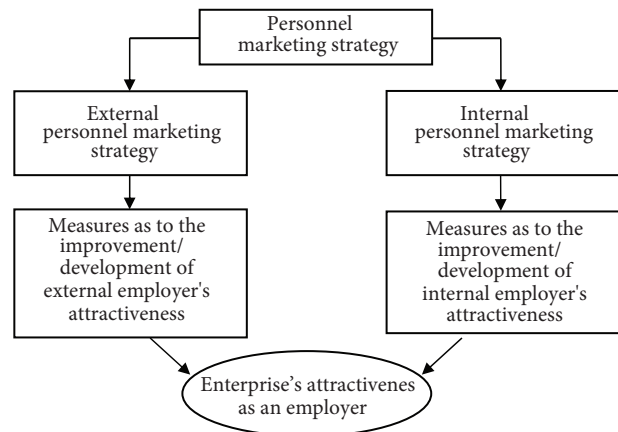 Personnel
marketing strategy
External
personnel marketing
strategy
Internal
personnel marketing
strategy
Measures as to the
improvement/
development of
external employer's
attractiveness
Measures as to the
improvement/
development of
internal employer's
attractiveness
Enterprise’s attractivenes
as an employer